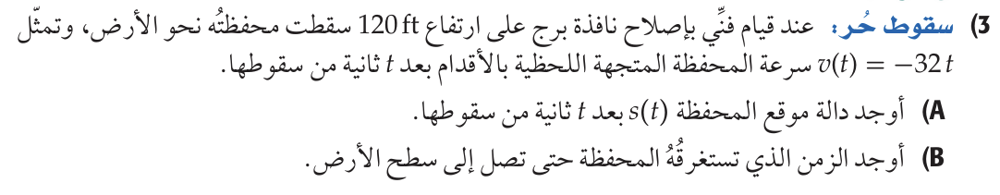 (3 سقوط حُر: عند قيام فنِّي بإصلاح نافذة برج على ارتفاع 120 ft سقطت محفظتُه نحو الأرض، وتمثّل
v(t) = −32 t سرعة المحفظة المتجهة اللحظية بالأقدام بعد t ثانية من سقوطها.
(A أوجد دالة موقع المحفظة s(t) بعد t ثانية من سقوطها.
(B أوجد الزمن الذي تستغرقُهُ المحفظة حتى تصل إلى سطح الأرض.